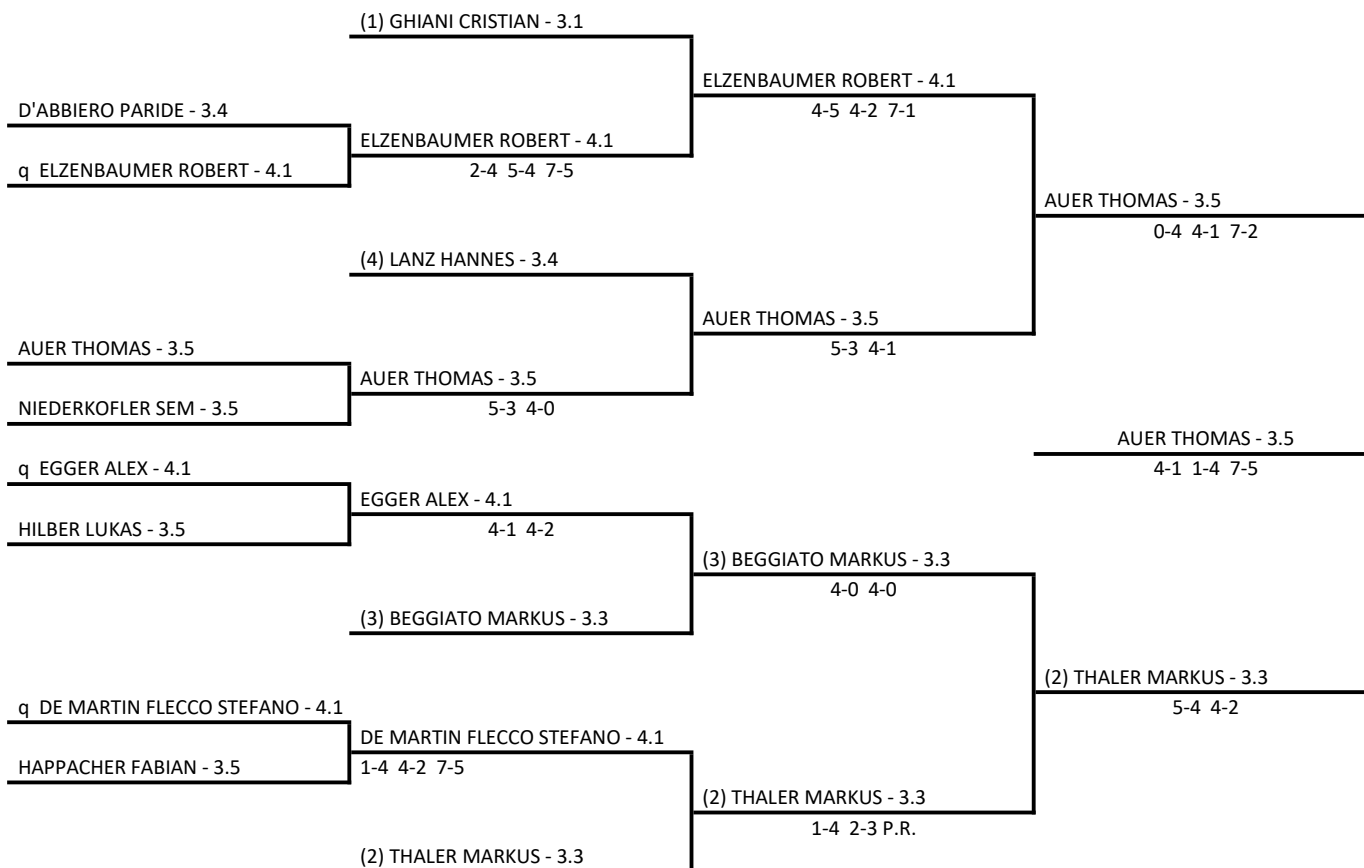 (1) GHIANI CRISTIAN - 3.1
ELZENBAUMER ROBERT - 4.1
D'ABBIERO PARIDE - 3.4
4-5 4-2 7-1
ELZENBAUMER ROBERT - 4.1
q ELZENBAUMER ROBERT - 4.1
2-4 5-4 7-5
AUER THOMAS - 3.5
0-4 4-1 7-2
(4) LANZ HANNES - 3.4
AUER THOMAS - 3.5
AUER THOMAS - 3.5
5-3 4-1
AUER THOMAS - 3.5
NIEDERKOFLER SEM - 3.5
5-3 4-0
AUER THOMAS - 3.5
q EGGER ALEX - 4.1
4-1 1-4 7-5
EGGER ALEX - 4.1
HILBER LUKAS - 3.5
4-1 4-2
(3) BEGGIATO MARKUS - 3.3
4-0 4-0
(3) BEGGIATO MARKUS - 3.3
(2) THALER MARKUS - 3.3
q DE MARTIN FLECCO STEFANO - 4.1
5-4 4-2
DE MARTIN FLECCO STEFANO - 4.1
HAPPACHER FABIAN - 3.5
1-4 4-2 7-5
(2) THALER MARKUS - 3.3
1-4 2-3 P.R.
(2) THALER MARKUS - 3.3